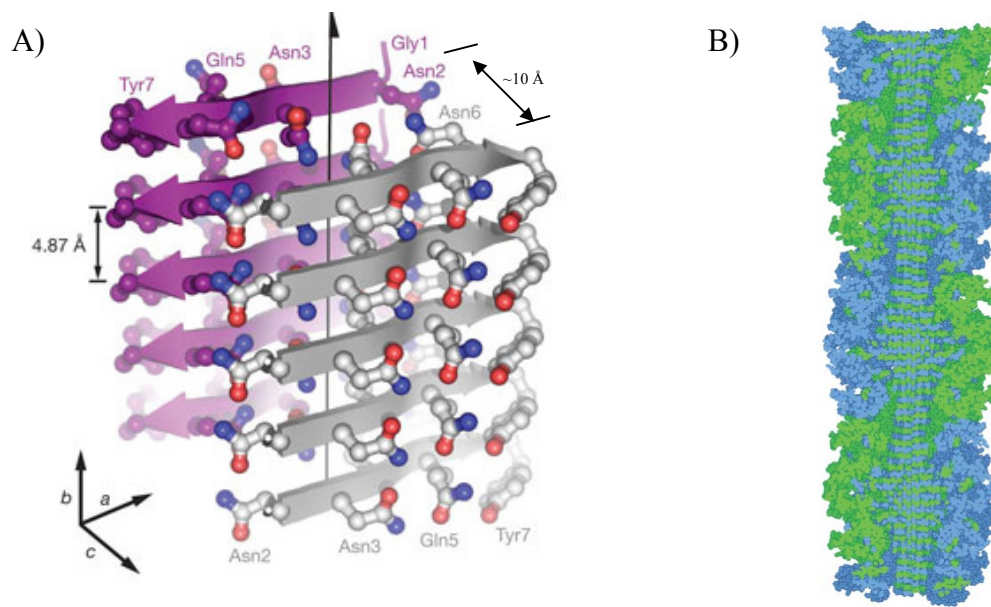 A)
B)
Gly1
Asn3
Gln5
Asn2
Tyr7
~10 Å
Asn6
4.87 Å
b
a
c
Asn2
Asn3
Gln5
Tyr7